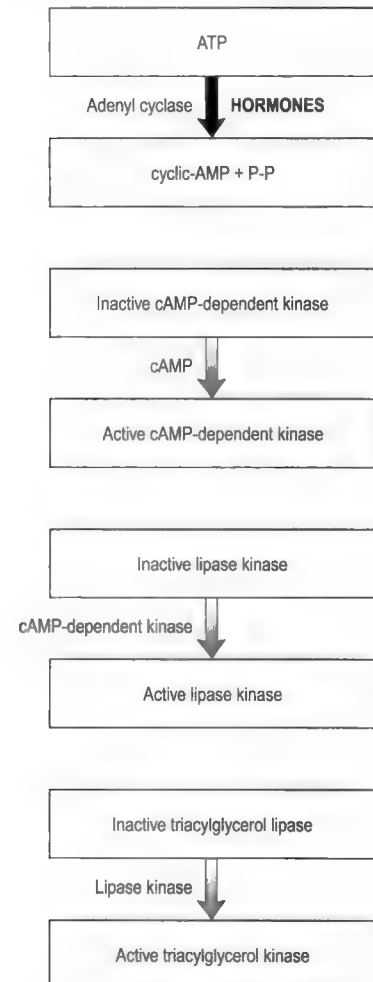 ATP
Adenyl cyclase HORMONES
cyclic-AMP + P-P
Inactive cAMP-dependent kinase
cAMP
Active cAMP-dependent kinase
Inactive lipase kinase
cAMP-dependent kinase
Active lipase kinase
Inactive triacylglycerol lipase
Lipase kinase
Active triacylglycerol kinase